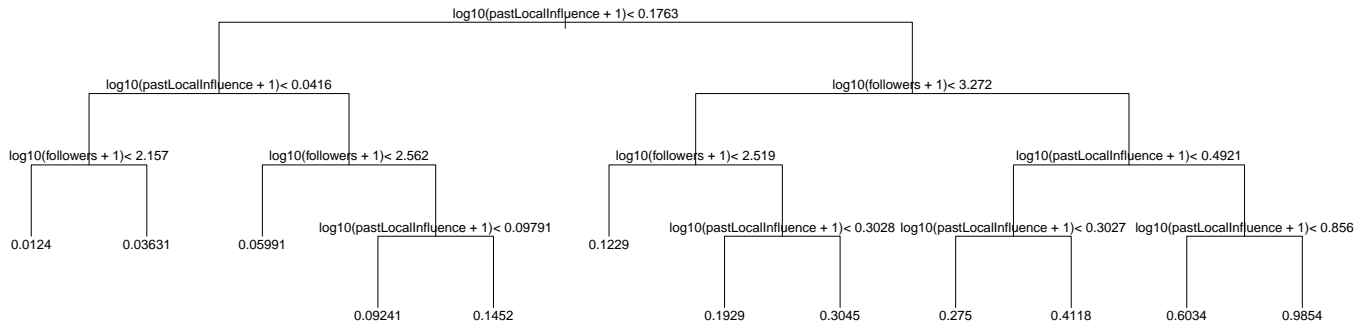 log10(pastLocalInfluence + 1)< 0.1763
log10(pastLocalInfluence + 1)< 0.0416
log10(followers + 1)< 3.272
log10(followers + 1)< 2.157
log10(followers + 1)< 2.562
log10(followers + 1)< 2.519
log10(pastLocalInfluence + 1)< 0.4921
0.0124
0.03631
0.05991
log10(pastLocalInfluence + 1)< 0.09791
0.1229
log10(pastLocalInfluence + 1)< 0.3028
log10(pastLocalInfluence + 1)< 0.3027
log10(pastLocalInfluence + 1)< 0.856
0.09241
0.1452
0.1929
0.3045
0.275
0.4118
0.6034
0.9854